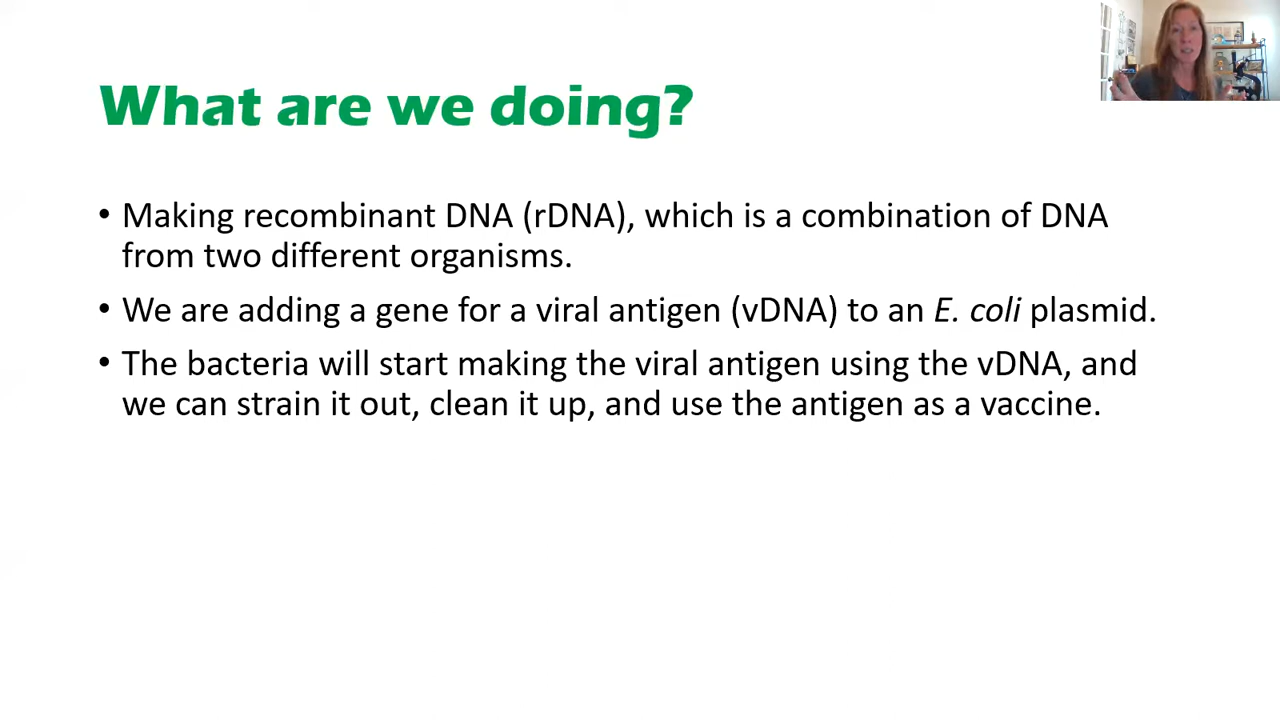 What are we doing?
• Making recombinant DNA (rDNA), which is a combination of DNA
from two different organisms.
• We are adding a gene for a viral antigen (vDNA) to an E. coli plasmid.
• The bacteria will start making the viral antigen using the vDNA, and
we can strain it out, clean it up, and use the antigen as a vaccine.